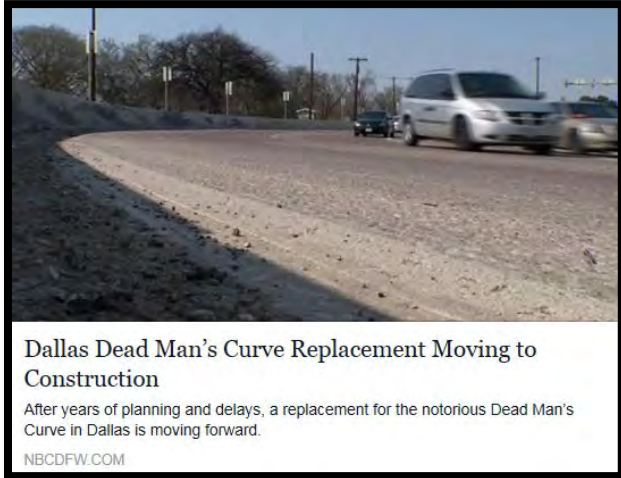 Dallas Dead Man’s Curve Replacement Moving to
Construction
After years of planning and delays, a replacement for the notorious Dead Man’s
Curve in Dallas is moving forward.
NBCDFW.COM